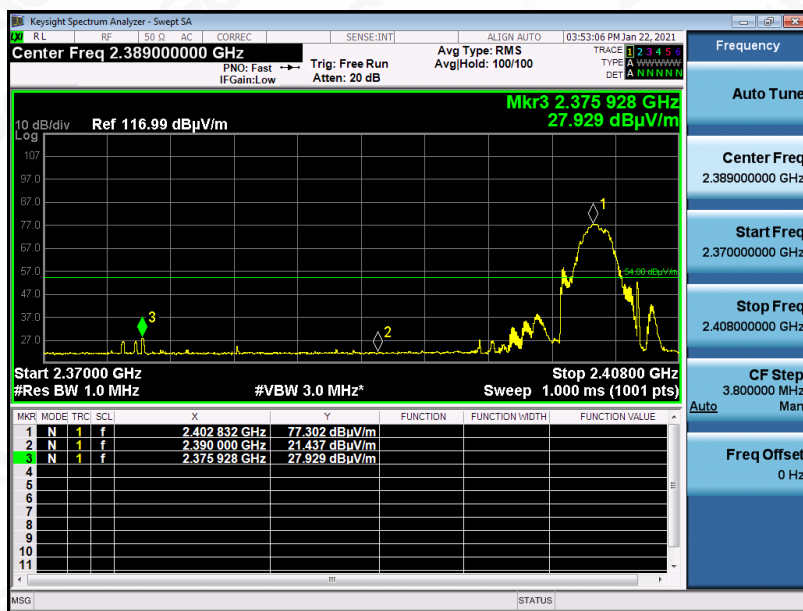 Keysight Spectrum Analyzer - Swept SA
LXI RL RF 50 Ω AC CORREC SENSE:INT ALIGN AUTO 03:53:06 PM Jan 22, 2021
Center Freq 2.389000000 GHz
PNO: Fast
IFGain:Low
Trig: Free Run
Atten: 20 dB
Avg Type: RMS
Avg|Hold: 100/100
TRACE 1 2 3 4 5 6
TYPE A WWWWW
DET A N N N N N
Mkr3 2.375 928 GHz
27.929 dBµV/m
10 dB/div Ref 116.99 dBµV/m
Log
107
97.0
87.0
77.0
67.0
57.0
47.0
37.0
27.0
1
2
3
54.00 dBµV/m
Start 2.37000 GHz Stop 2.40800 GHz
#Res BW 1.0 MHz #VBW 3.0 MHz* Sweep 1.000 ms (1001 pts)
MKR MODE TRC SCL X Y FUNCTION FUNCTION WIDTH FUNCTION VALUE
1 N 1 f 2.402 832 GHz 77.302 dBµV/m
2 N 1 f 2.390 000 GHz 21.437 dBµV/m
3 N 1 f 2.375 928 GHz 27.929 dBµV/m
4
5
6
7
8
9
10
11
MSG STATUS
Frequency
Auto Tune
Center Freq
2.389000000 GHz
Start Freq
2.370000000 GHz
Stop Freq
2.408000000 GHz
CF Step
3.800000 MHz
Auto Man
Freq Offset
0 Hz